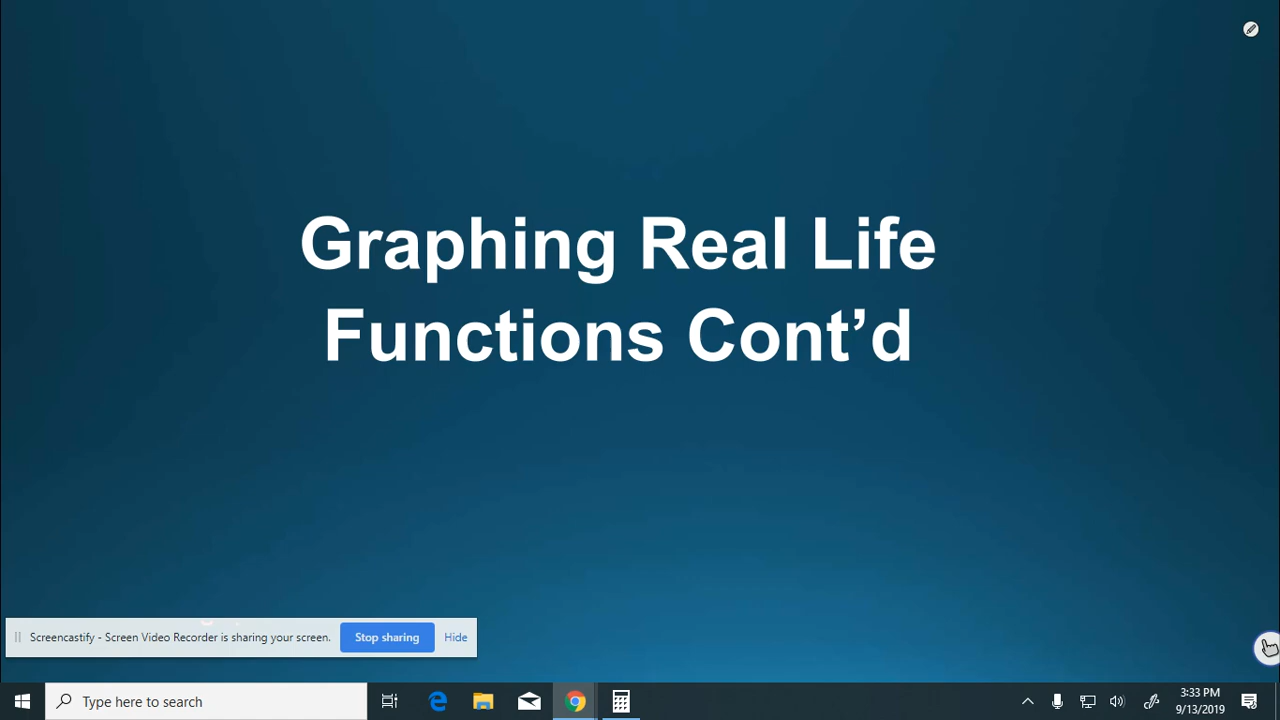 Graphing Real Life
Functions Cont’d
Screencastify - Screen Video Recorder is sharing your screen.
Stop sharing
Hide
Type here to search
3:33 PM
9/13/2019